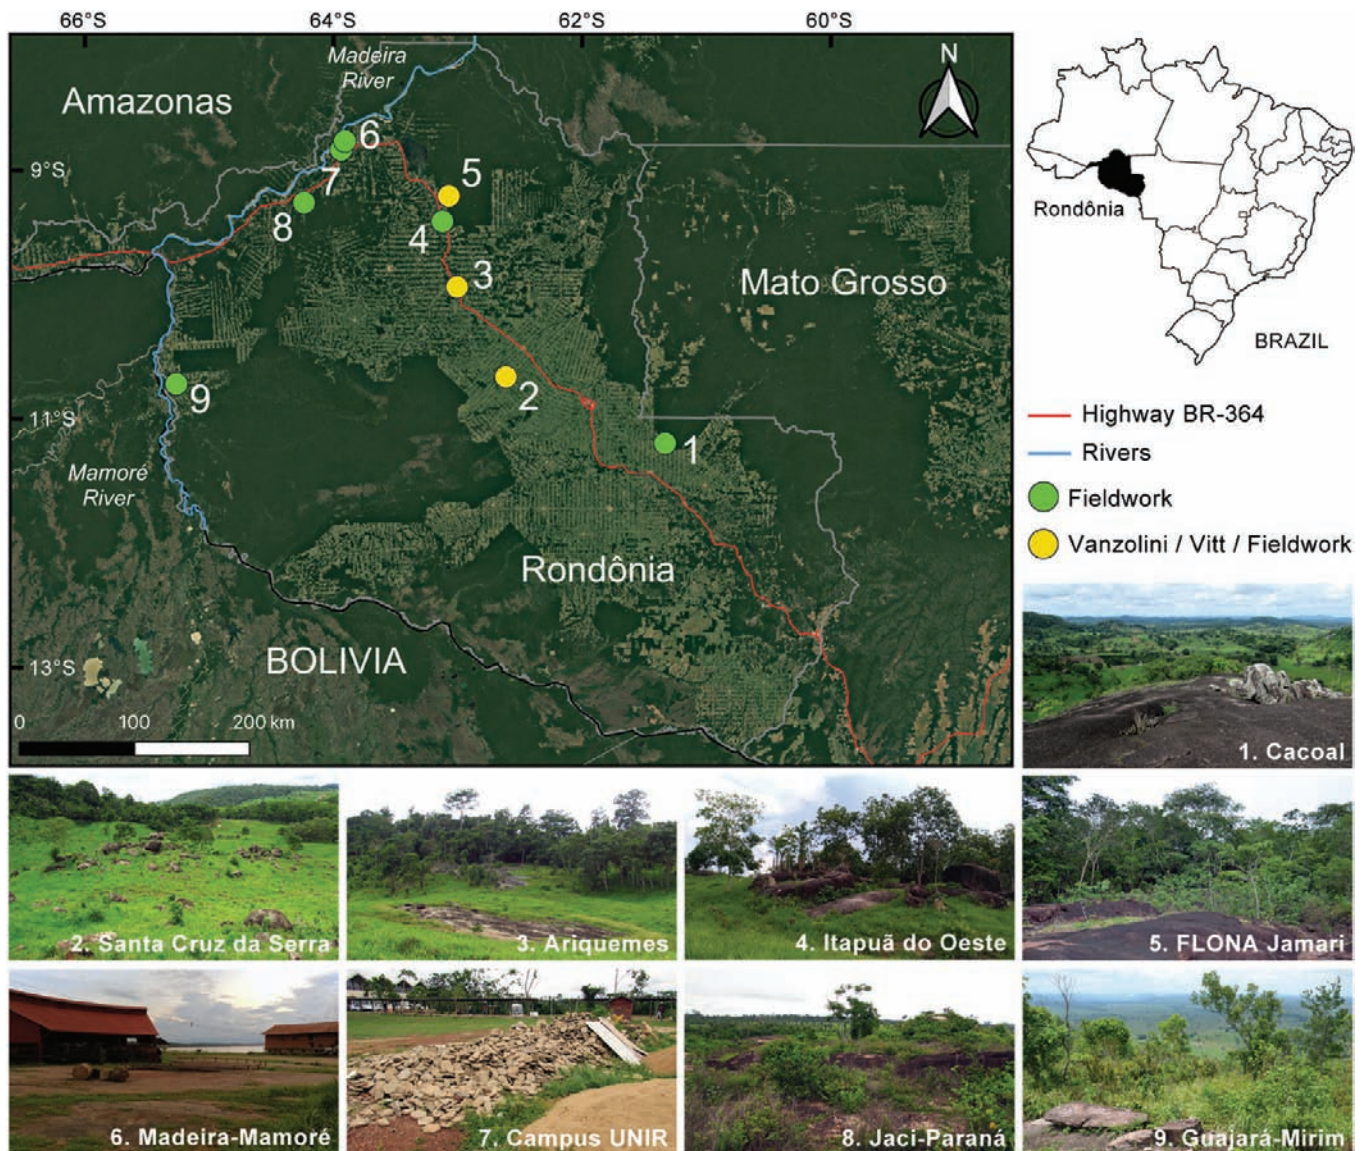 66°S 64°S 62°S 60°S
Madeira
River
N
Amazonas
6
9°S
7
5
8
4
3
Mato Grosso
2
9
11°S
1
Mamoré
River
Rondônia
BOLIVIA
13°S
0 100 200 km
Rondônia
BRAZIL
Highway BR-364
Rivers
Fieldwork
Vanzolini / Vitt / Fieldwork
1. Cacoal
2. Santa Cruz da Serra
3. Ariquemes
4. Itapuã do Oeste
5. FLONA Jamari
6. Madeira-Mamoré
7. Campus UNIR
8. Jaci-Paraná
9. Guajará-Mirim